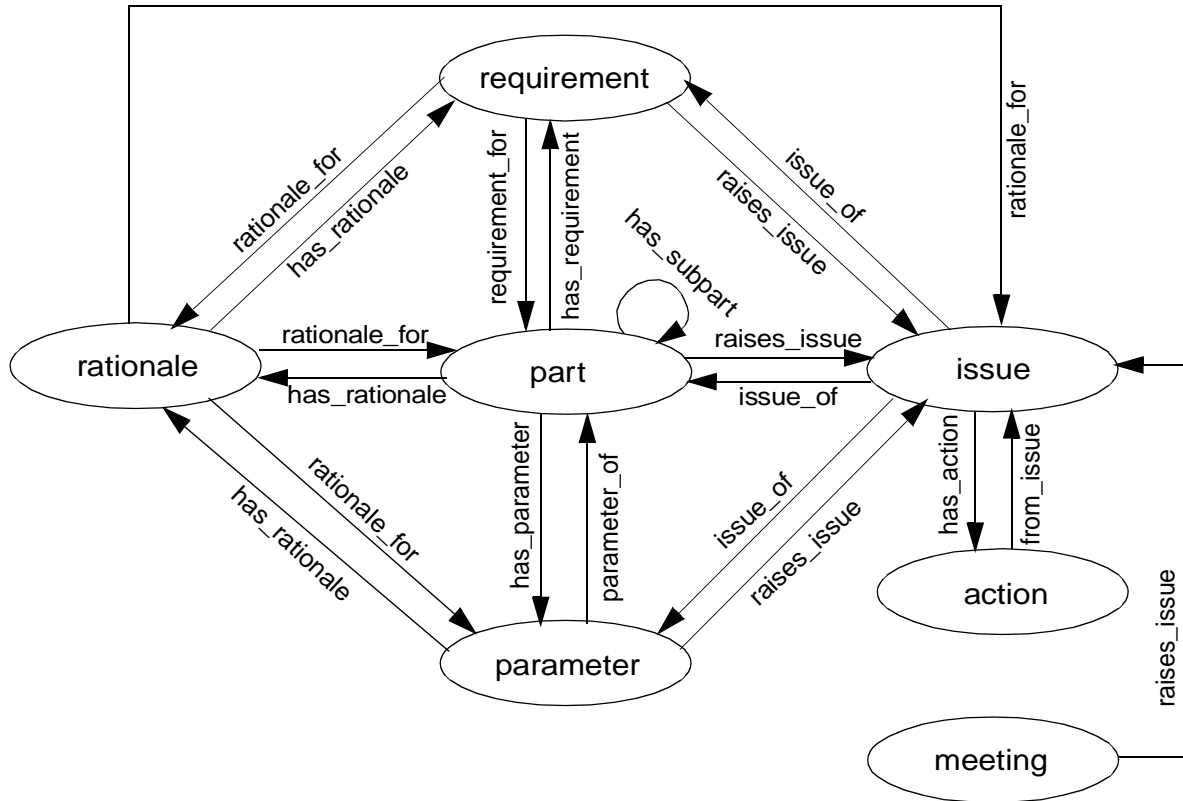 requirement
rationale_for
has_rationale
requirement_for
has_requirement
issue_of
raises_issue
rationale_for
has_subpart
rationale
rationale_for
has_rationale
part
raises_issue
issue_of
issue
rationale_for
has_rationale
has_parameter
parameter_of
issue_of
raises_issue
has_action
from_issue
action
parameter
raises_issue
meeting